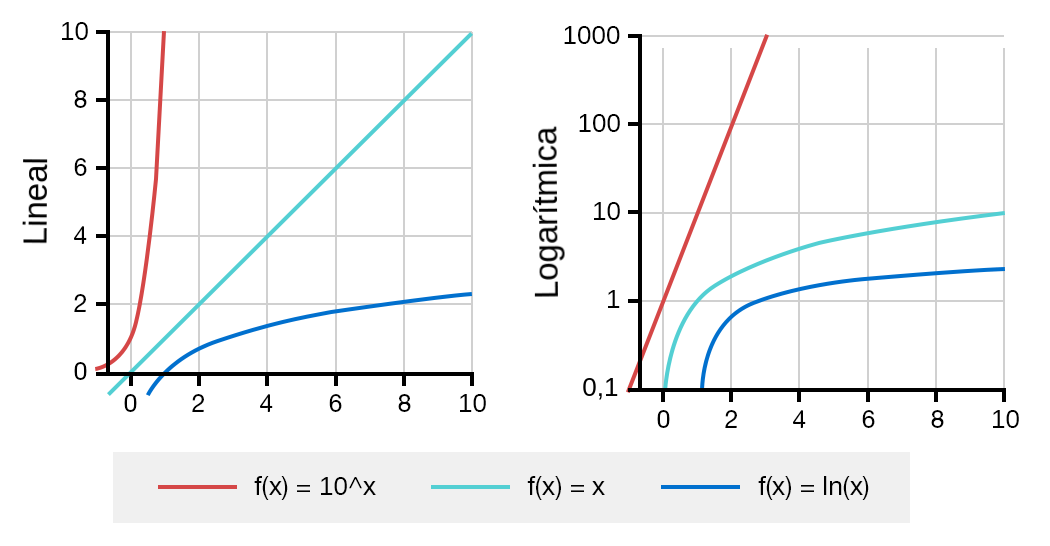 Lineal
10
8
6
4
2
0
0 2 4 6 8 10
Logarítmica
1000
100
10
1
0,1
0 2 4 6 8 10
f(x) = 10^x f(x) = x f(x) = ln(x)